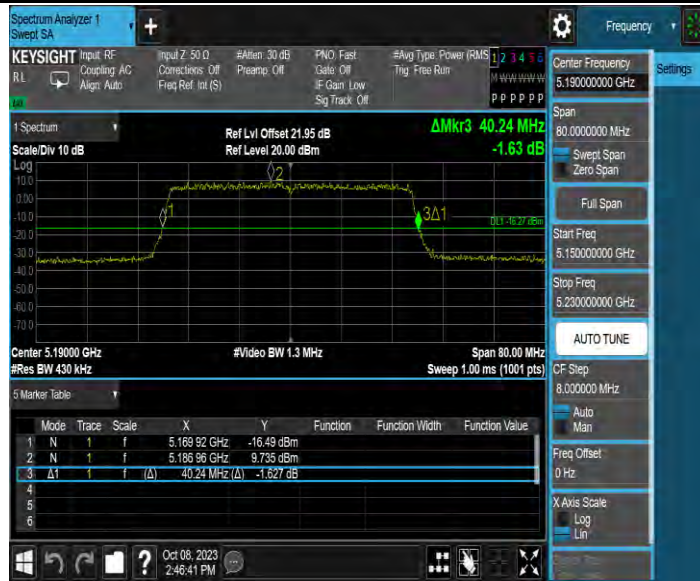 Spectrum Analyzer 1
Swept SA
+
Frequency
Settings
KEYSIGHT Input: RF
RL
Coupling: AC
Align: Auto
Input Z: 50 Ω
Corrections: Off
Freq Ref: Int (S)
#Atten: 30 dB
Preamp: Off
PNO: Fast
Gate: Off
IF Gain: Low
Sig Track: Off
#Avg Type: Power (RMS)
Trig: Free Run
1 2 3 4 5 6
M W W W W W
P P P P P P
1 Spectrum
Scale/Div 10 dB
Ref Lvl Offset 21.95 dB
Ref Level 20.00 dBm
ΔMkr3 40.24 MHz
-1.63 dB
Log
10.0
0.00
-10.0
-20.0
-30.0
-40.0
-50.0
-60.0
-70.0
1
2
3Δ1
DL1 -16.27 dBm
Center 5.19000 GHz
#Res BW 430 kHz
#Video BW 1.3 MHz
Span 80.00 MHz
Sweep 1.00 ms (1001 pts)
5 Marker Table
Mode Trace Scale X Y Function Function Width Function Value
1 N 1 f 5.169 92 GHz -16.49 dBm
2 N 1 f 5.186 96 GHz 9.735 dBm
3 Δ1 1 f (Δ) 40.24 MHz (Δ) -1.627 dB
4
5
6
Center Frequency
5.190000000 GHz
Span
80.0000000 MHz
Swept Span
Zero Span
Full Span
Start Freq
5.150000000 GHz
Stop Freq
5.230000000 GHz
AUTO TUNE
CF Step
8.000000 MHz
Auto
Man
Freq Offset
0 Hz
X Axis Scale
Log
Lin
?
Oct 08, 2023
2:46:41 PM